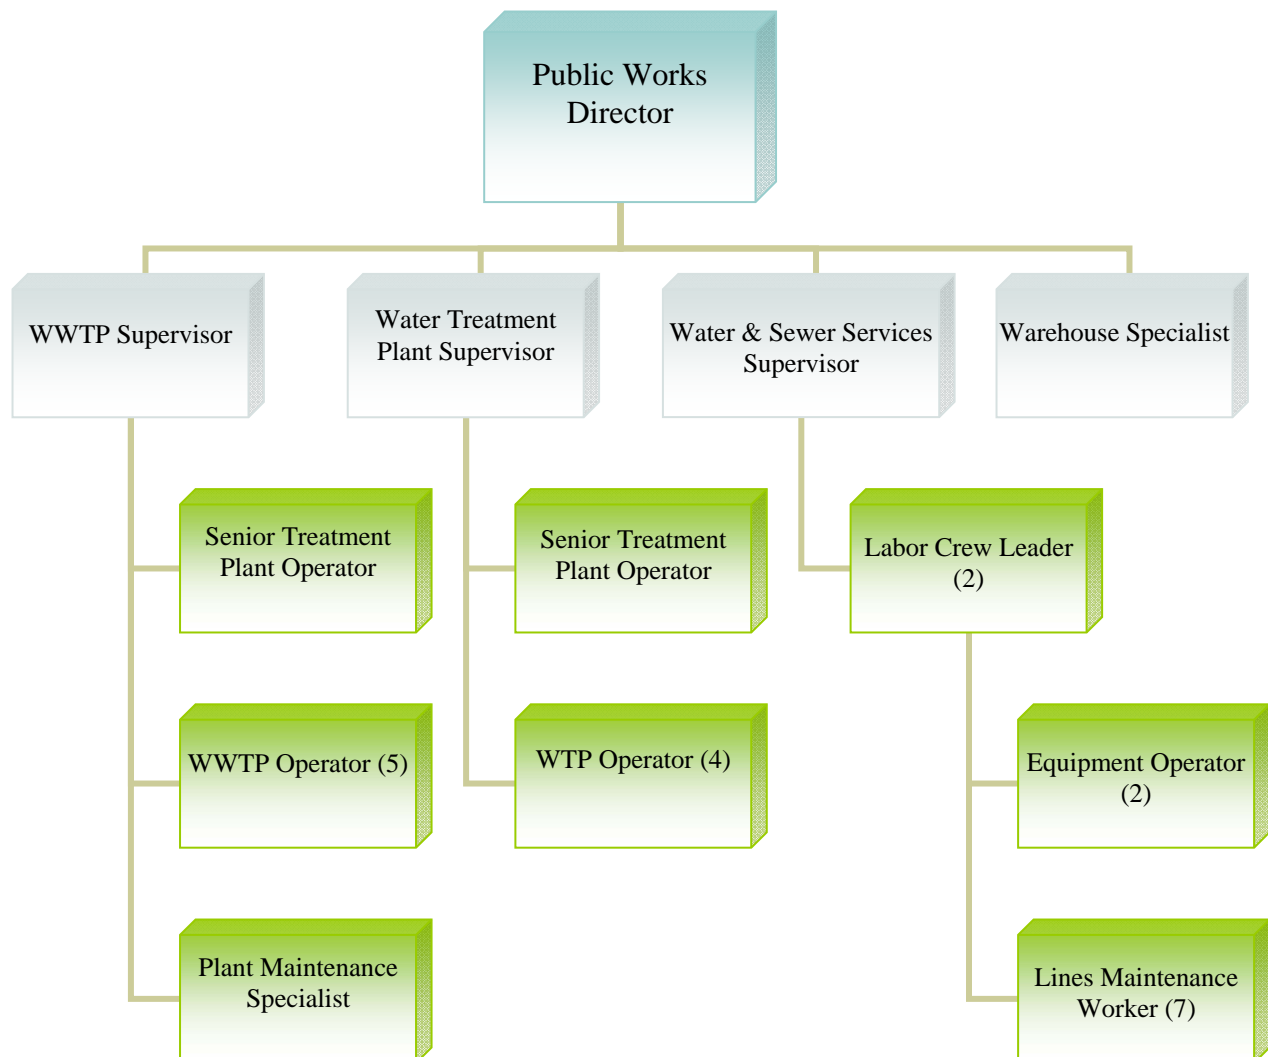 Public Works
Director
WWTP Supervisor
Water Treatment
Plant Supervisor
Water & Sewer Services
Supervisor
Warehouse Specialist
Senior Treatment
Plant Operator
Senior Treatment
Plant Operator
Labor Crew Leader
(2)
WWTP Operator (5)
WTP Operator (4)
Equipment Operator
(2)
Plant Maintenance
Specialist
Lines Maintenance
Worker (7)